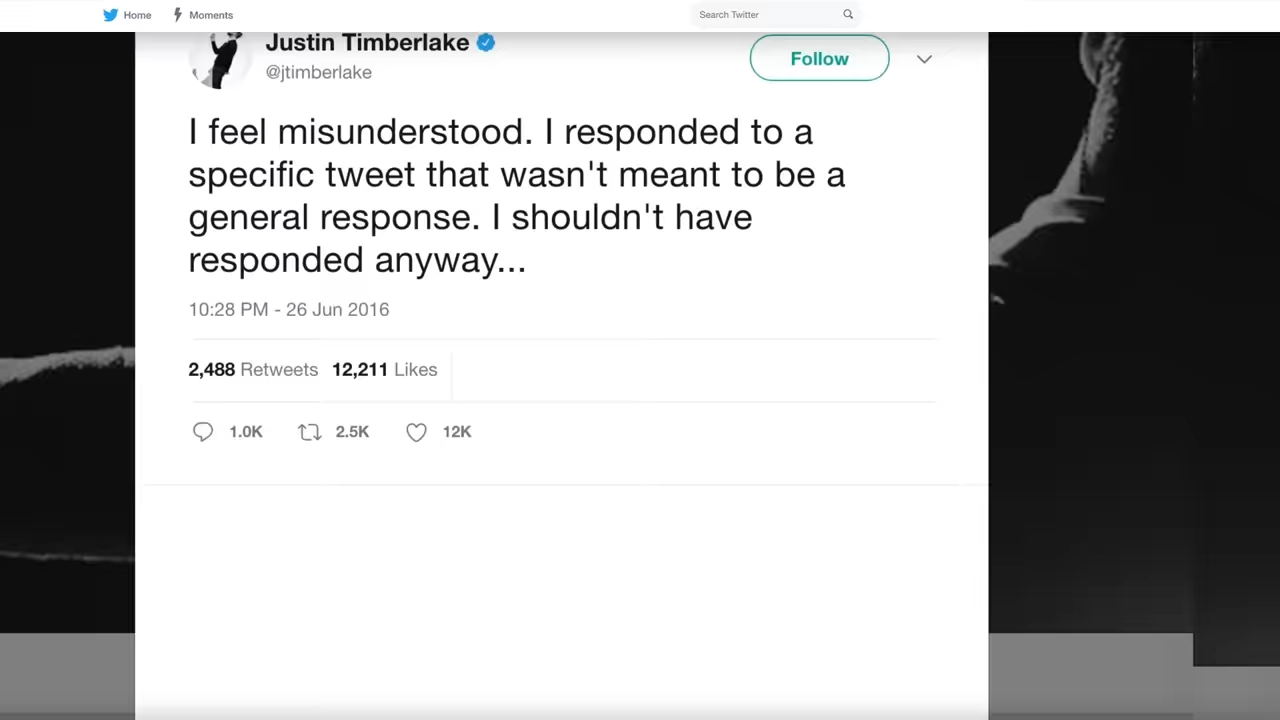 Home Moments Search Twitter
Justin Timberlake
@jtimberlake
Follow
I feel misunderstood. I responded to a
specific tweet that wasn't meant to be a
general response. I shouldn't have
responded anyway...
10:28 PM - 26 Jun 2016
2,488 Retweets 12,211 Likes
1.0K 2.5K 12K